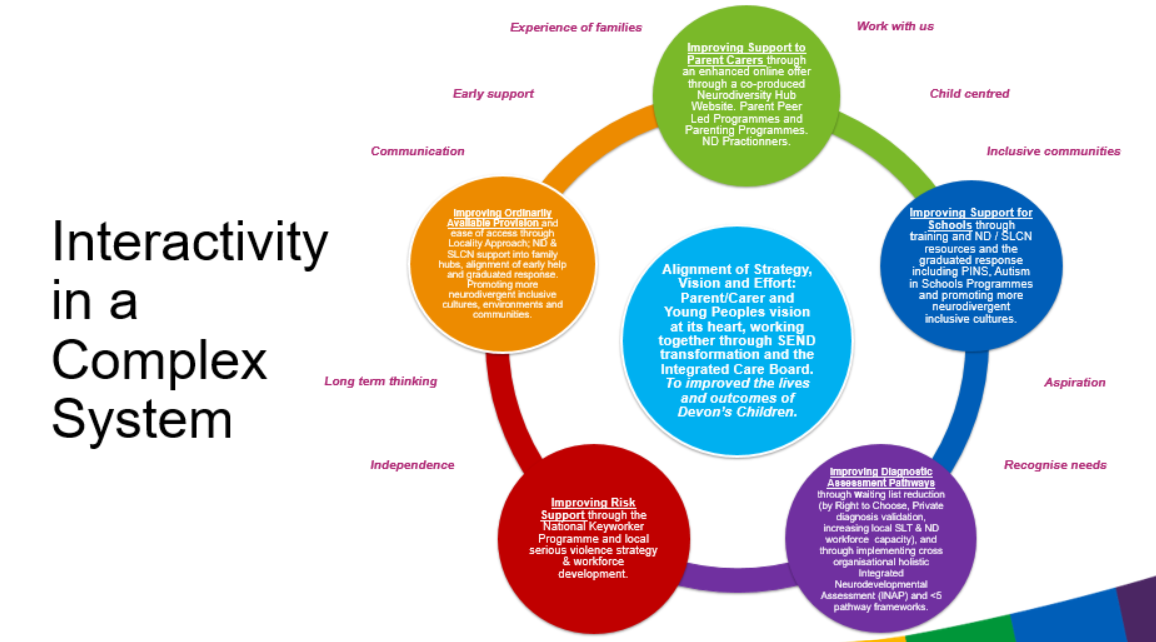 Interactivity
in a
Complex
System
Experience of families
Work with us
Early support
Child centred
Communication
Inclusive communities
Long term thinking
Aspiration
Independence
Recognise needs
Improving Support to
Parent Carers through
an enhanced online offer
through a co-produced
Neurodiversity Hub
Website. Parent Peer
Led Programmes and
Parenting Programmes.
ND Practionners.
Improving Support for
Schools through
training and ND / SLCN
resources and the
graduated response
including PINS, Autism
in Schools Programmes
and promoting more
neurodivergent
inclusive cultures.
Improving Diagnostic
Assessment Pathways
through waiting list reduction
(by Right to Choose, Private
diagnosis validation,
increasing local SLT & ND
workforce capacity), and
through implementing cross
organisational holistic
Integrated
Neurodevelopmental
Assessment (INAP) and <5
pathway frameworks.
Improving Risk
Support through the
National Keyworker
Programme and local
serious violence strategy
& workforce
development.
Improving Ordinarily
Available Provision and
ease of access through
Locality Approach; ND &
SLCN support into family
hubs, alignment of early help
and graduated response.
Promoting more
neurodivergent inclusive
cultures, environments and
communities.
Alignment of Strategy,
Vision and Effort:
Parent/Carer and
Young Peoples vision
at its heart, working
together through SEND
transformation and the
Integrated Care Board.
To improved the lives
and outcomes of
Devon's Children.